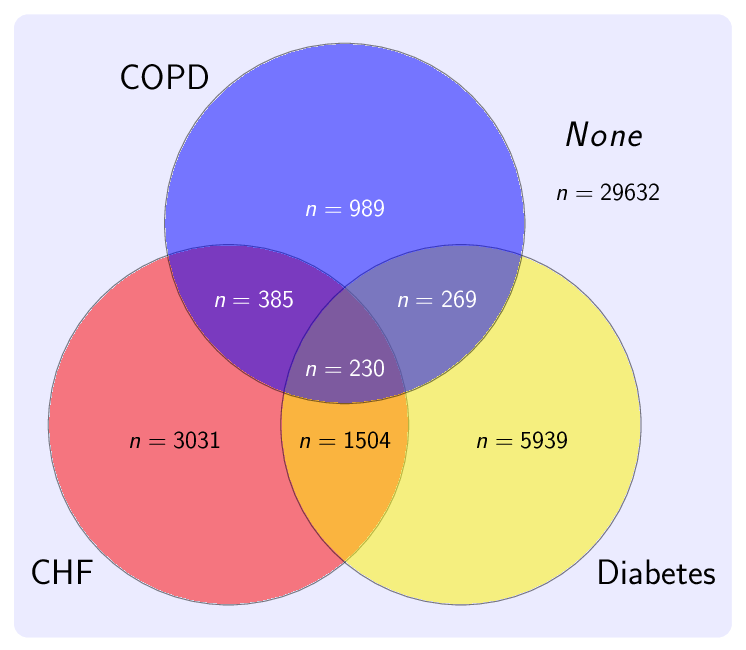 COPD
None
n = 29632
n = 989
n = 385
n = 269
n = 230
n = 3031
n = 1504
n = 5939
CHF
Diabetes